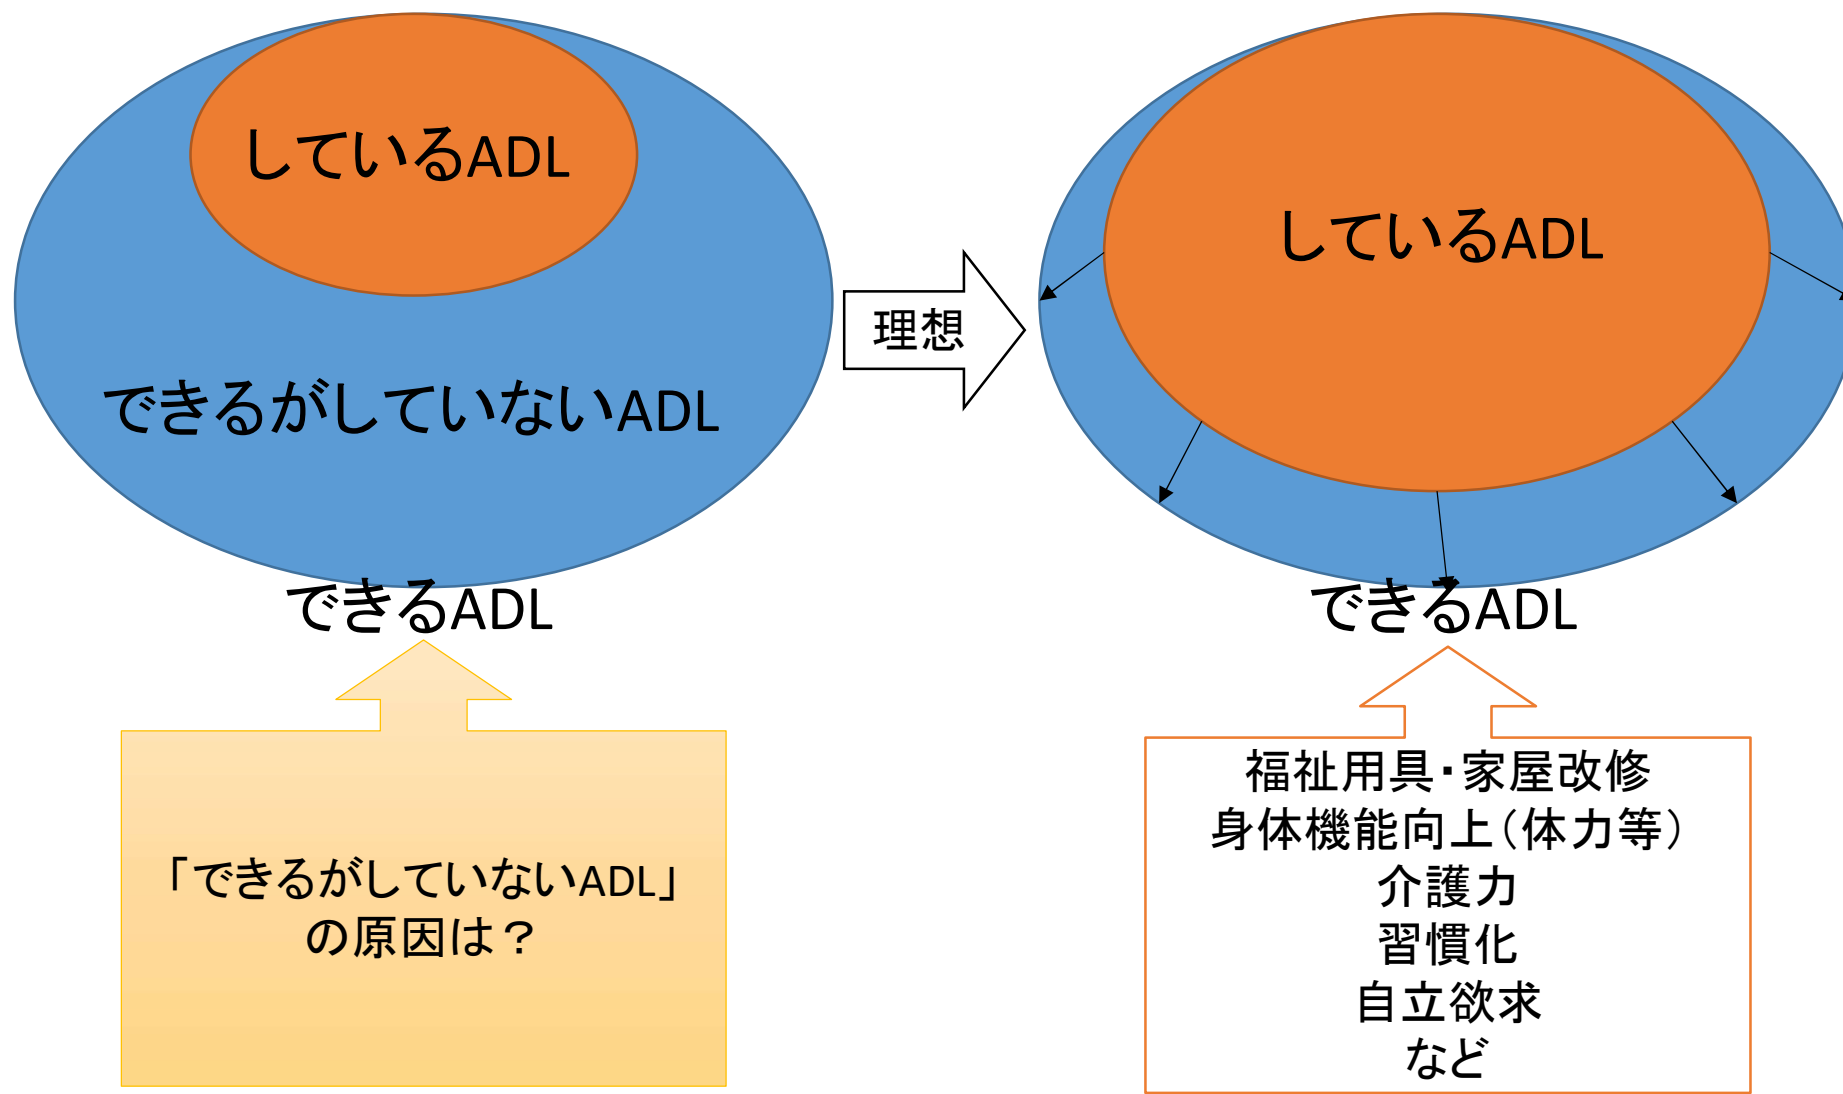 しているADL
できるがしていないADL
できるADL
「できるがしていないADL」
の原因は？
理想
しているADL
できるADL
福祉用具・家屋改修
身体機能向上（体力等）
介護力
習慣化
自立欲求
など